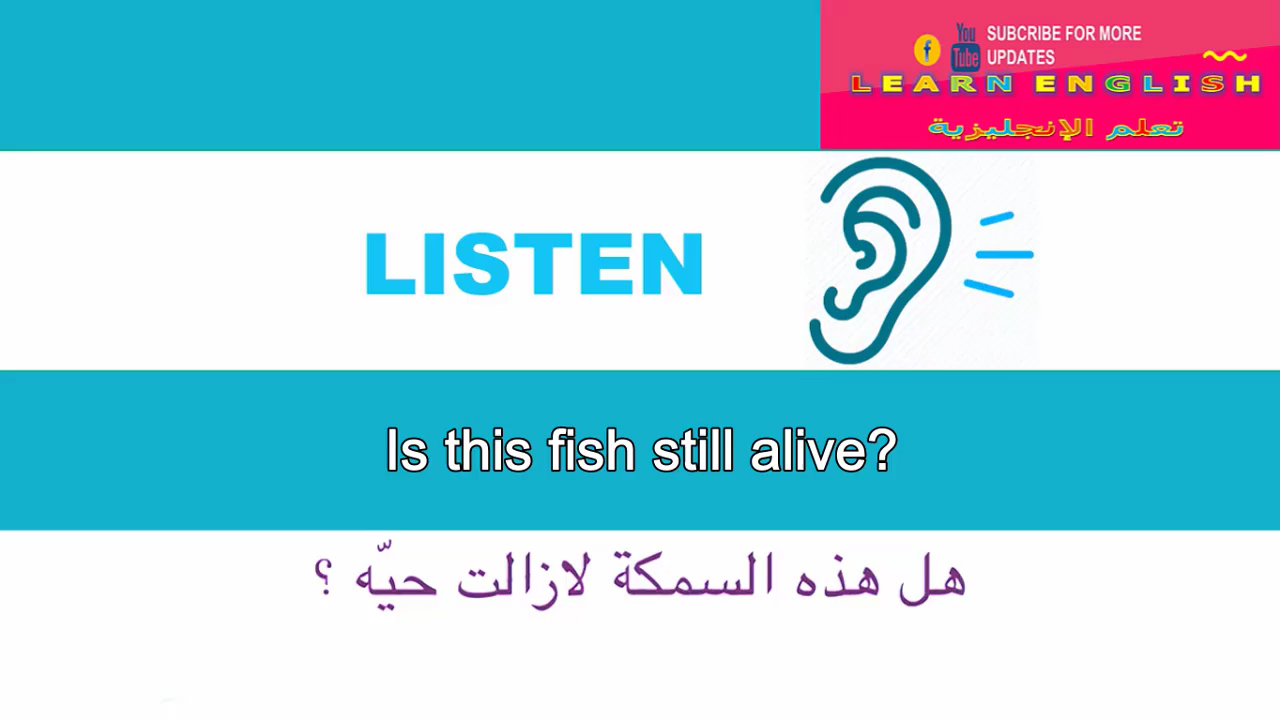 f You Tube SUBCRIBE FOR MORE
UPDATES
LEARN ENGLISH
تعلم الإنجليزية
LISTEN
Is this fish still alive?
هل هذه السمكة لازالت حيّه ؟